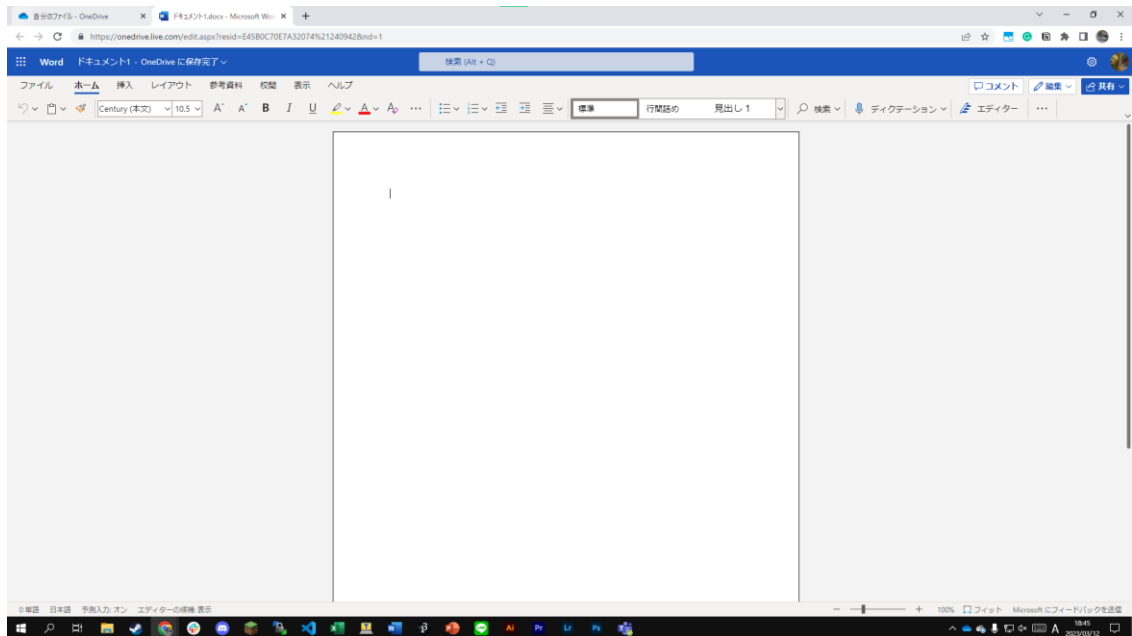 自分のファイル - OneDrive
ドキュメント1.docx - Microsoft Wor
https://onedrive.live.com/edit.aspx?resid=E45B0C70E7A32074%21240942&nd=1
Word ドキュメント1 - OneDrive に保存完了
検索 (Alt + Q)
ファイル ホーム 挿入 レイアウト 参考資料 校閲 表示 ヘルプ
コメント 編集 共有
Century (本文) 10.5 A A B I U A A 標準 行間詰め 見出し 1 検索 ディクテーション エディター
0 単語 日本語 予測入力: オン エディターの候補: 表示
100% フィット Microsoft にフィードバックを送信
Ai Pr Lr Ps
A 18:45
2023/03/12